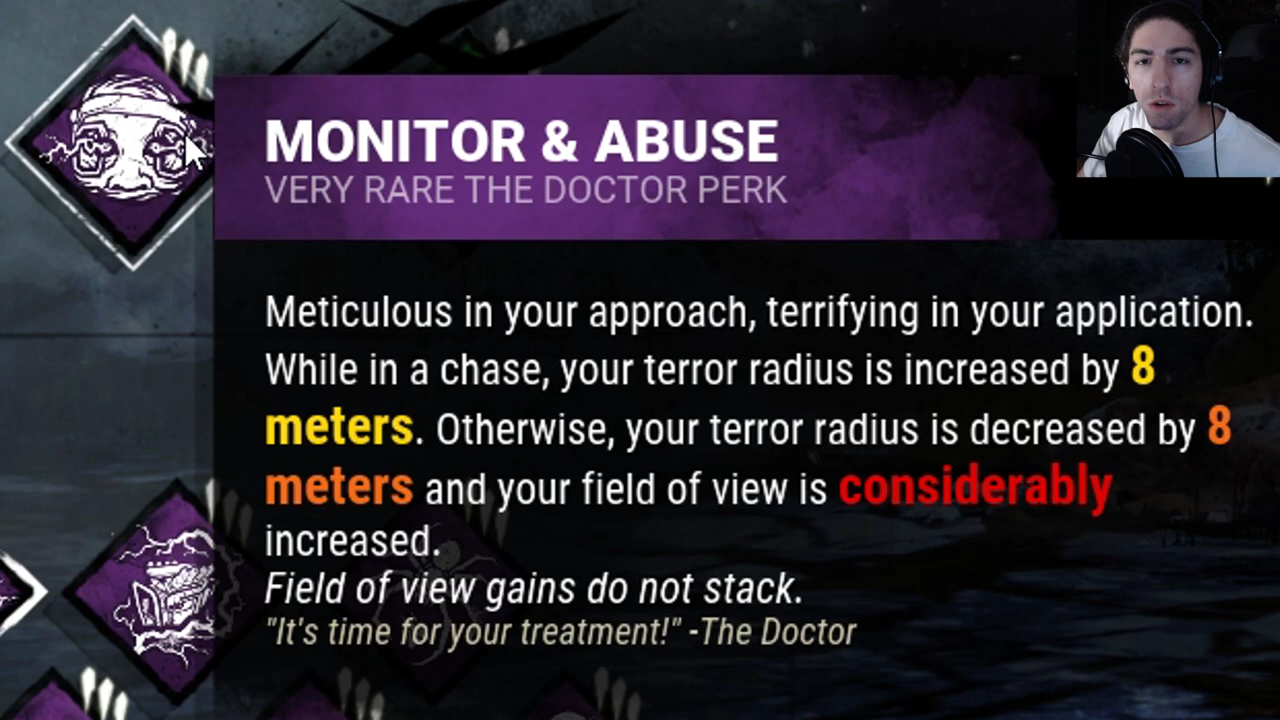 MONITOR & ABUSE
VERY RARE THE DOCTOR PERK
Meticulous in your approach, terrifying in your application.
While in a chase, your terror radius is increased by 8
meters. Otherwise, your terror radius is decreased by 8
meters and your field of view is considerably
increased.
Field of view gains do not stack.
"It's time for your treatment!" -The Doctor